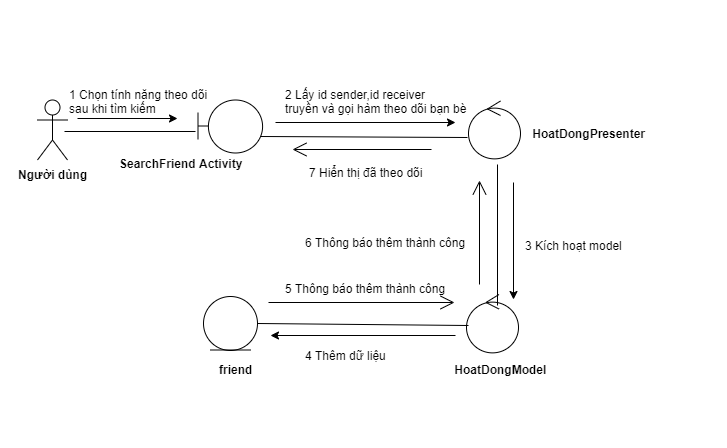 1 Chọn tính năng theo dõi
sau khi tìm kiếm
2 Lấy id sender,id receiver
truyền và gọi hàm theo dõi bạn bè
HoatDongPresenter
SearchFriend Activity
Người dùng
7 Hiển thị đã theo dõi
6 Thông báo thêm thành công
3 Kích hoạt model
5 Thông báo thêm thành công
4 Thêm dữ liệu
friend
HoatDongModel